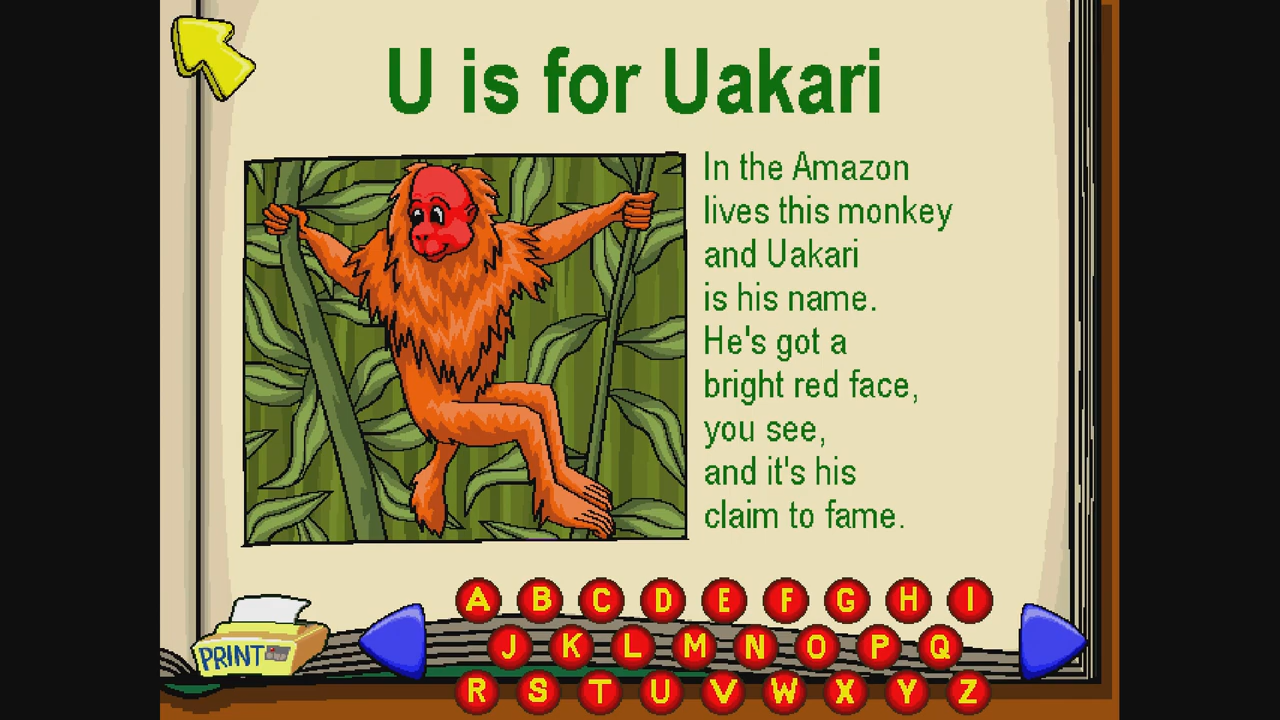 U is for Uakari
In the Amazon
lives this monkey
and Uakari
is his name.
He's got a
bright red face,
you see,
and it's his
claim to fame.
PRINT
A B C D E F G H I
J K L M N O P Q
R S T U V W X Y Z